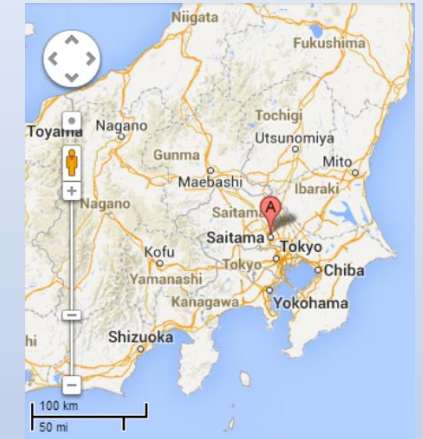 Niigata
Fukushima
Toyama
Nagano
Tochigi
Utsunomiya
Gunma
Mito
Maebashi
Ibaraki
Nagano
Saitama
A
Saitama
Tokyo
Kofu
Tokyo
Chiba
Yamanashi
Kanagawa
Yokohama
hi
Shizuoka
100 km
50 mi